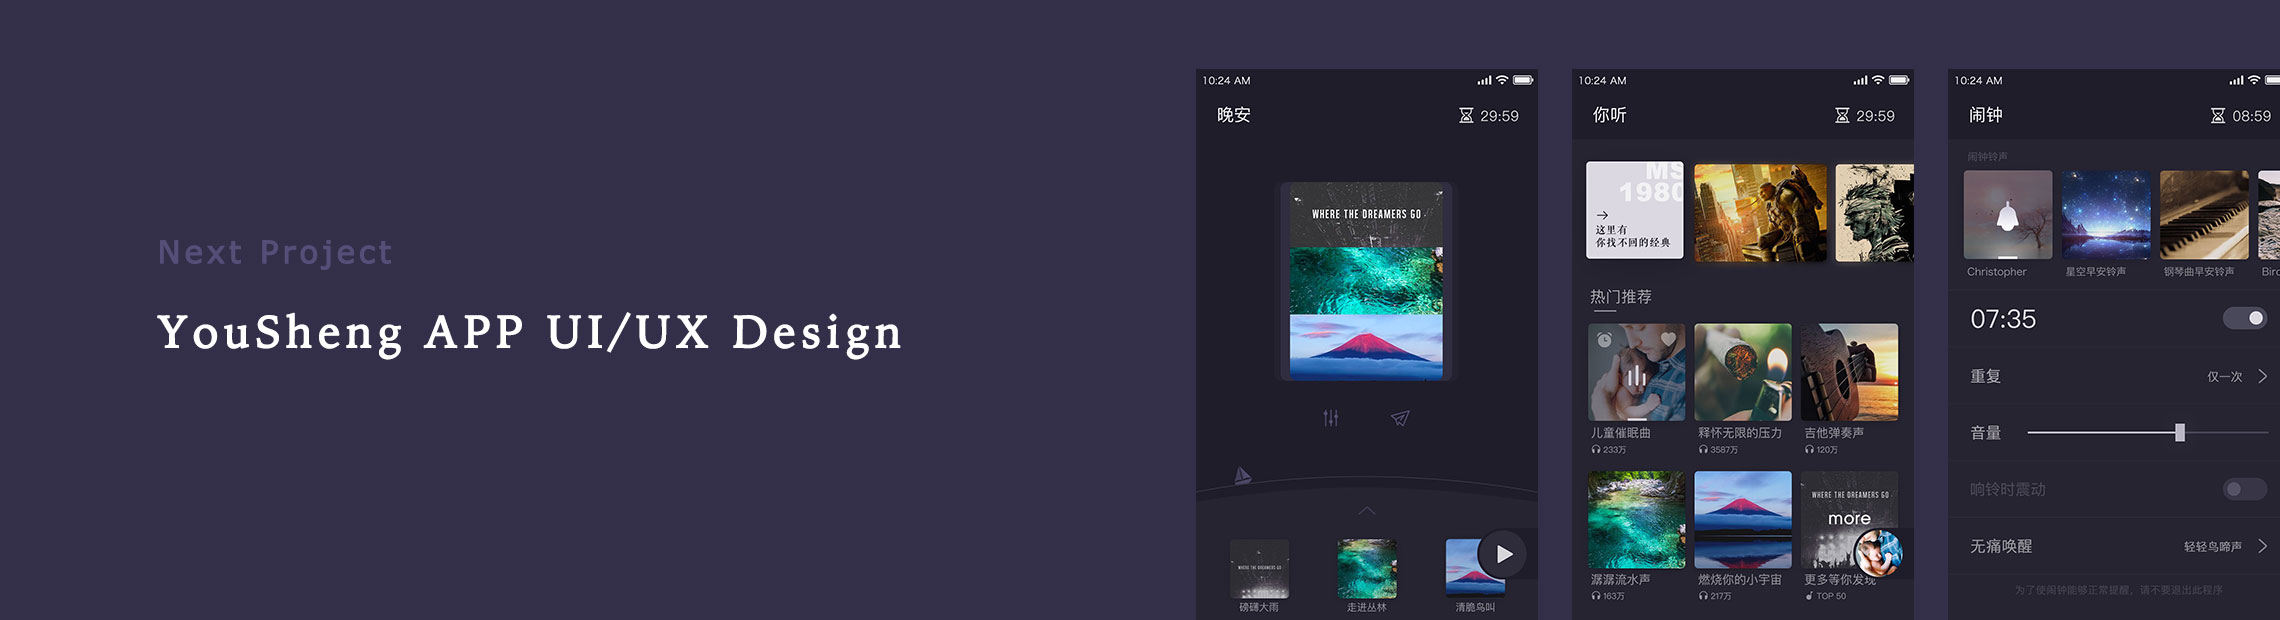 Next Project
YouSheng APP UI/UX Design
10:24 AM
晚安
29:59
WHERE THE DREAMERS GO
WHERE THE DREAMERS GO
磅礴大雨
走进丛林
清脆鸟叫
10:24 AM
你听
29:59
MS
1980
这里有
你找不回的经典
热门推荐
儿童催眠曲
233万
释怀无限的压力
3587万
吉他弹奏声
120万
WHERE THE DREAMERS GO
more
潺潺流水声
163万
燃烧你的小宇宙
217万
更多等你发现
TOP 50
10:24 AM
闹钟
08:59
闹钟铃声
Christopher
星空早安铃声
钢琴曲早安铃声
Bird
07:35
重复
仅一次
音量
响铃时震动
无痛唤醒
轻轻鸟啼声
为了使闹钟能够正常提醒，请不要退出此程序